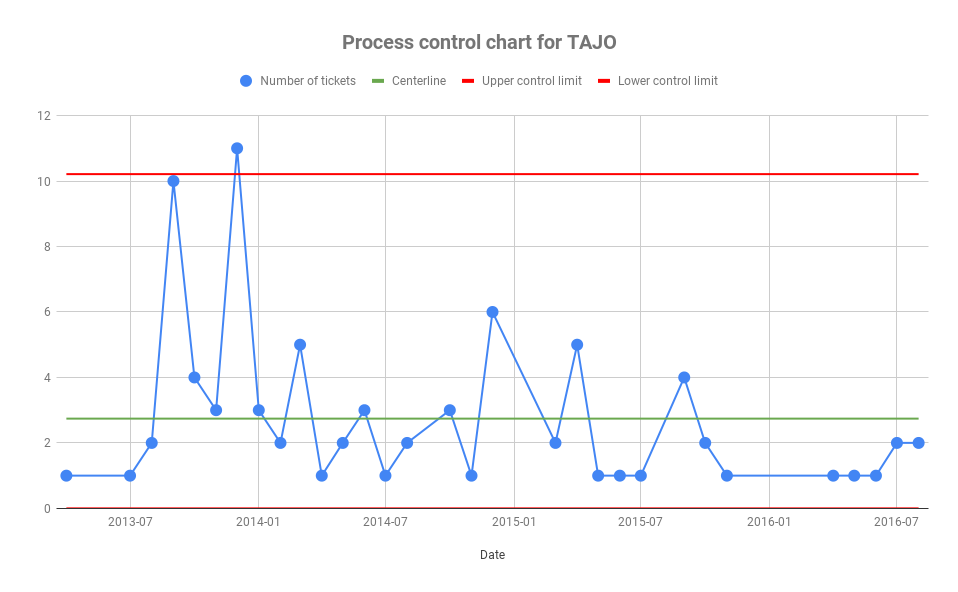 Process control chart for TAJO
Number of tickets Centerline Upper control limit Lower control limit
12
10
8
6
4
2
0
2013-07 2014-01 2014-07 2015-01 2015-07 2016-01 2016-07
Date